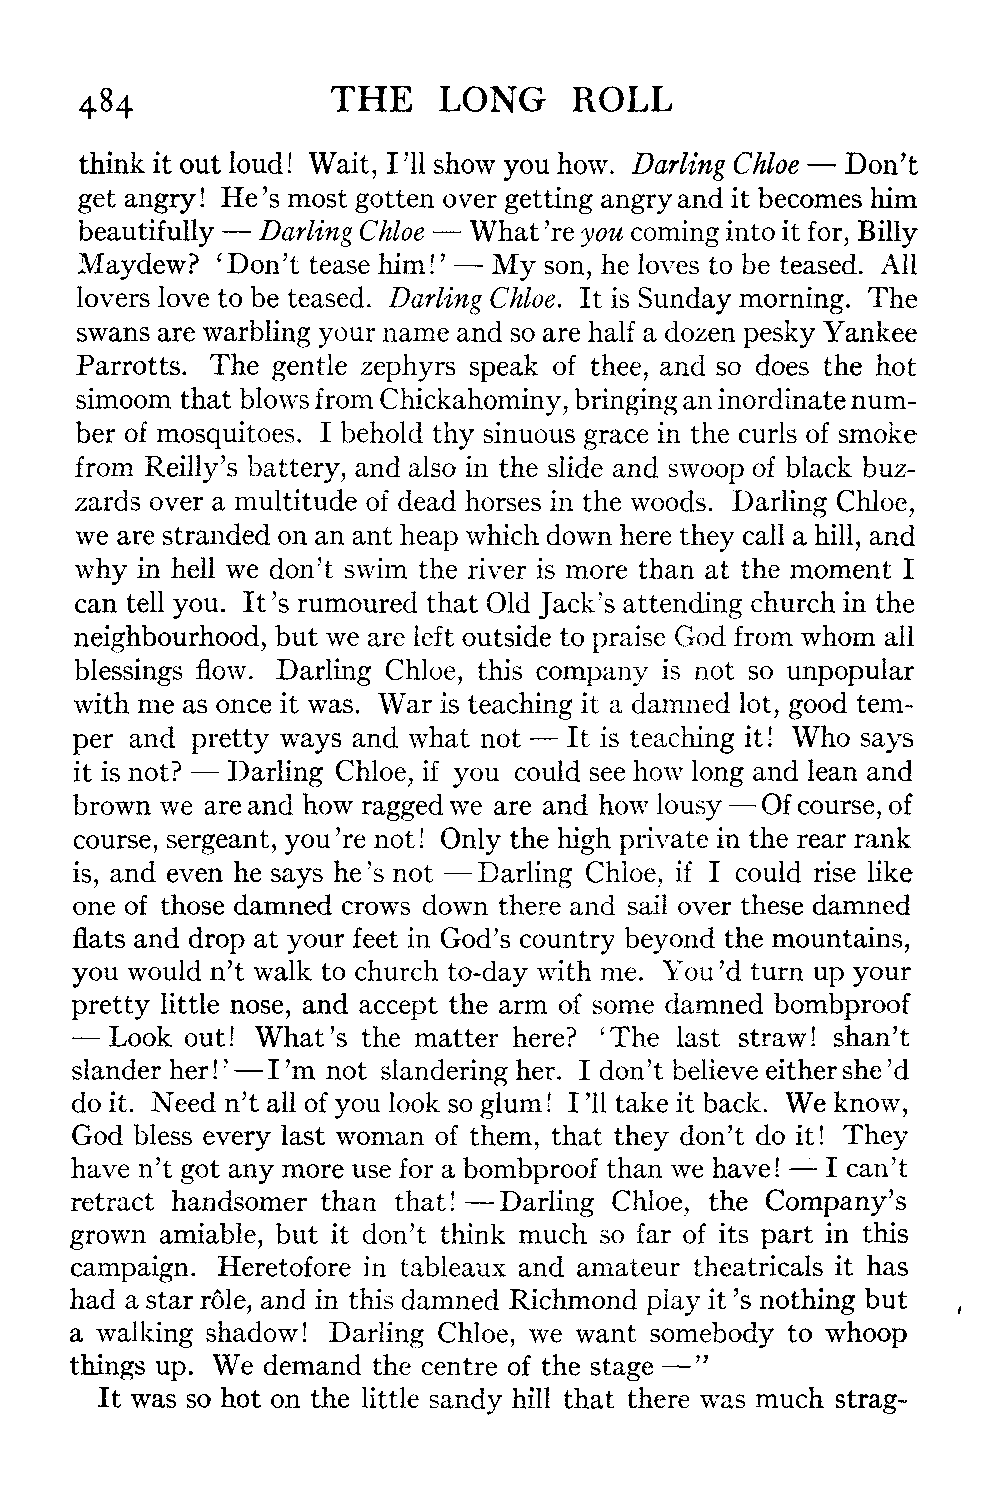 484 THE LONG ROLL
think it out loud! Wait, I'll show you how. Darling Chloe — Don't
get angry! He's most gotten over getting angry and it becomes him
beautifully — Darling Chloe — What're you coming into it for, Billy
Maydew? 'Don't tease him!' — My son, he loves to be teased. All
lovers love to be teased. Darling Chloe. It is Sunday morning. The
swans are warbling your name and so are half a dozen pesky Yankee
Parrotts. The gentle zephyrs speak of thee, and so does the hot
simoom that blows from Chickahominy, bringing an inordinate num-
ber of mosquitoes. I behold thy sinuous grace in the curls of smoke
from Reilly's battery, and also in the slide and swoop of black buz-
zards over a multitude of dead horses in the woods. Darling Chloe,
we are stranded on an ant heap which down here they call a hill, and
why in hell we don't swim the river is more than at the moment I
can tell you. It's rumoured that Old Jack's attending church in the
neighbourhood, but we are left outside to praise God from whom all
blessings flow. Darling Chloe, this company is not so unpopular
with me as once it was. War is teaching it a damned lot, good tem-
per and pretty ways and what not — It is teaching it! Who says
it is not? — Darling Chloe, if you could see how long and lean and
brown we are and how ragged we are and how lousy — Of course, of
course, sergeant, you're not! Only the high private in the rear rank
is, and even he says he's not — Darling Chloe, if I could rise like
one of those damned crows down there and sail over these damned
flats and drop at your feet in God's country beyond the mountains,
you would n't walk to church to-day with me. You'd turn up your
pretty little nose, and accept the arm of some damned bombproof
— Look out! What's the matter here? 'The last straw! shan't
slander her!' — I'm not slandering her. I don't believe either she'd
do it. Need n't all of you look so glum! I'll take it back. We know,
God bless every last woman of them, that they don't do it! They
have n't got any more use for a bombproof than we have! — I can't
retract handsomer than that! — Darling Chloe, the Company's
grown amiable, but it don't think much so far of its part in this
campaign. Heretofore in tableaux and amateur theatricals it has
had a star rôle, and in this damned Richmond play it's nothing but
a walking shadow! Darling Chloe, we want somebody to whoop
things up. We demand the centre of the stage —"
It was so hot on the little sandy hill that there was much strag-